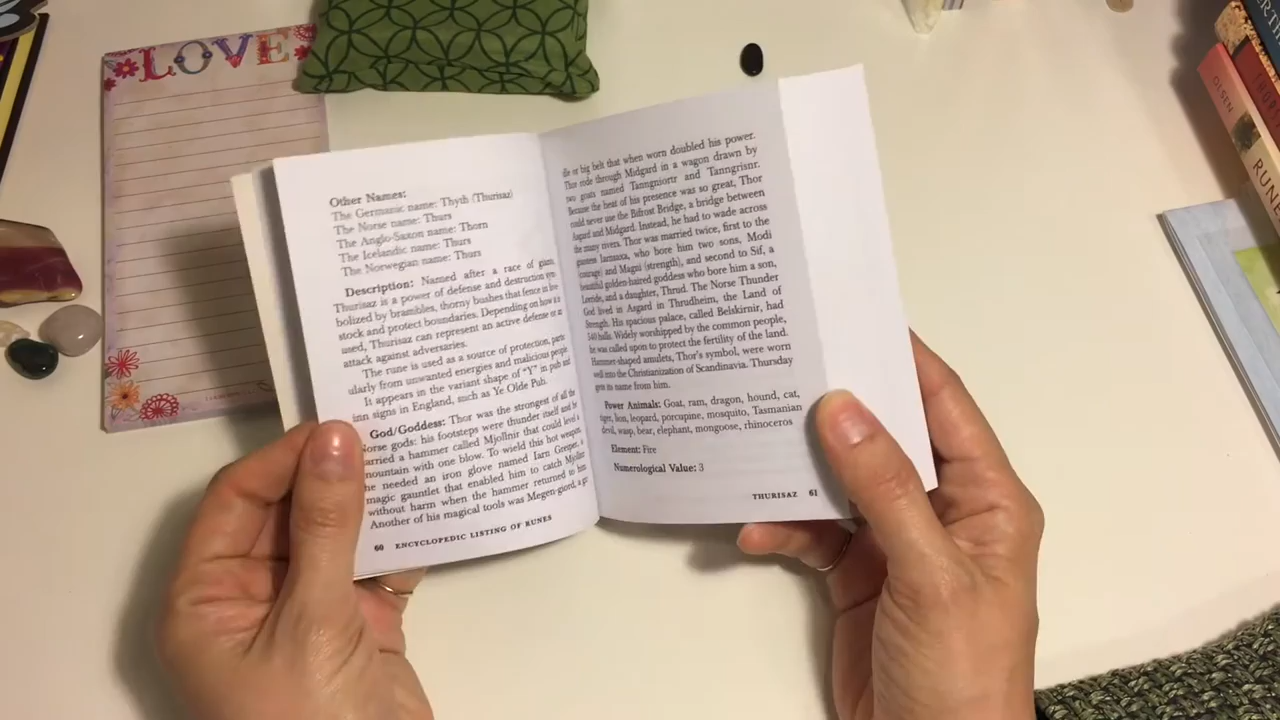 LOVE
Other Names:
The Germanic name: Thyth (Thurisaz)
The Norse name: Thurs
The Anglo-Saxon name: Thorn
The Icelandic name: Thurs
The Norwegian name: Thurs
Description: Named after a race of giants,
Thurisaz is a power of defense and destruction sym-
bolized by brambles, thorny bushes that fence in live-
stock and protect boundaries. Depending on how it is
used, Thurisaz can represent an active defense or an
attack against adversaries.
The rune is used as a source of protection, partic-
ularly from unwanted energies and malicious people.
It appears in the variant shape of "Y" in pub and
inn signs in England, such as Ye Olde Pub.
God/Goddess: Thor was the strongest of all the
Norse gods: his footsteps were thunder itself and he
carried a hammer called Mjollnir that could level a
mountain with one blow. To wield this hot weapon,
he needed an iron glove named Iarn Greiper, a
magic gauntlet that enabled him to catch Mjollnir
without harm when the hammer returned to him.
Another of his magical tools was Megen-giord, a gir-
60 ENCYCLOPEDIC LISTING OF RUNES
dle or big belt that when worn doubled his power.
Thor rode through Midgard in a wagon drawn by
two goats named Tanngniortr and Tanngrisnr.
Because the heat of his presence was so great, Thor
could never use the Bifrost Bridge, a bridge between
Asgard and Midgard. Instead, he had to wade across
the many rivers. Thor was married twice, first to the
giantess Iarnsaxa, who bore him two sons, Modi
(courage) and Magni (strength), and second to Sif, a
beautiful golden-haired goddess who bore him a son,
Loride, and a daughter, Thrud. The Norse Thunder
God lived in Asgard in Thrudheim, the Land of
Strength. His spacious palace, called Belskirnir, had
540 halls. Widely worshipped by the common people,
he was called upon to protect the fertility of the land.
Hammer-shaped amulets, Thor's symbol, were worn
well into the Christianization of Scandinavia. Thursday
gets its name from him.
Power Animals: Goat, ram, dragon, hound, cat,
tiger, lion, leopard, porcupine, mosquito, Tasmanian
devil, wasp, bear, elephant, mongoose, rhinoceros
Element: Fire
Numerological Value: 3
THURISAZ 61
OLSEN